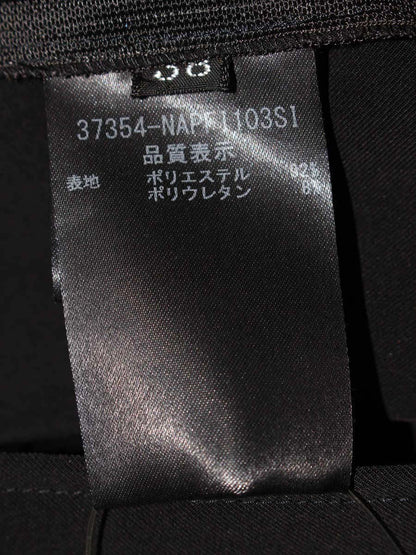 38
37354-NAPF1103SI
品質表示
表地 ポリエステル 92%
ポリウレタン 8%